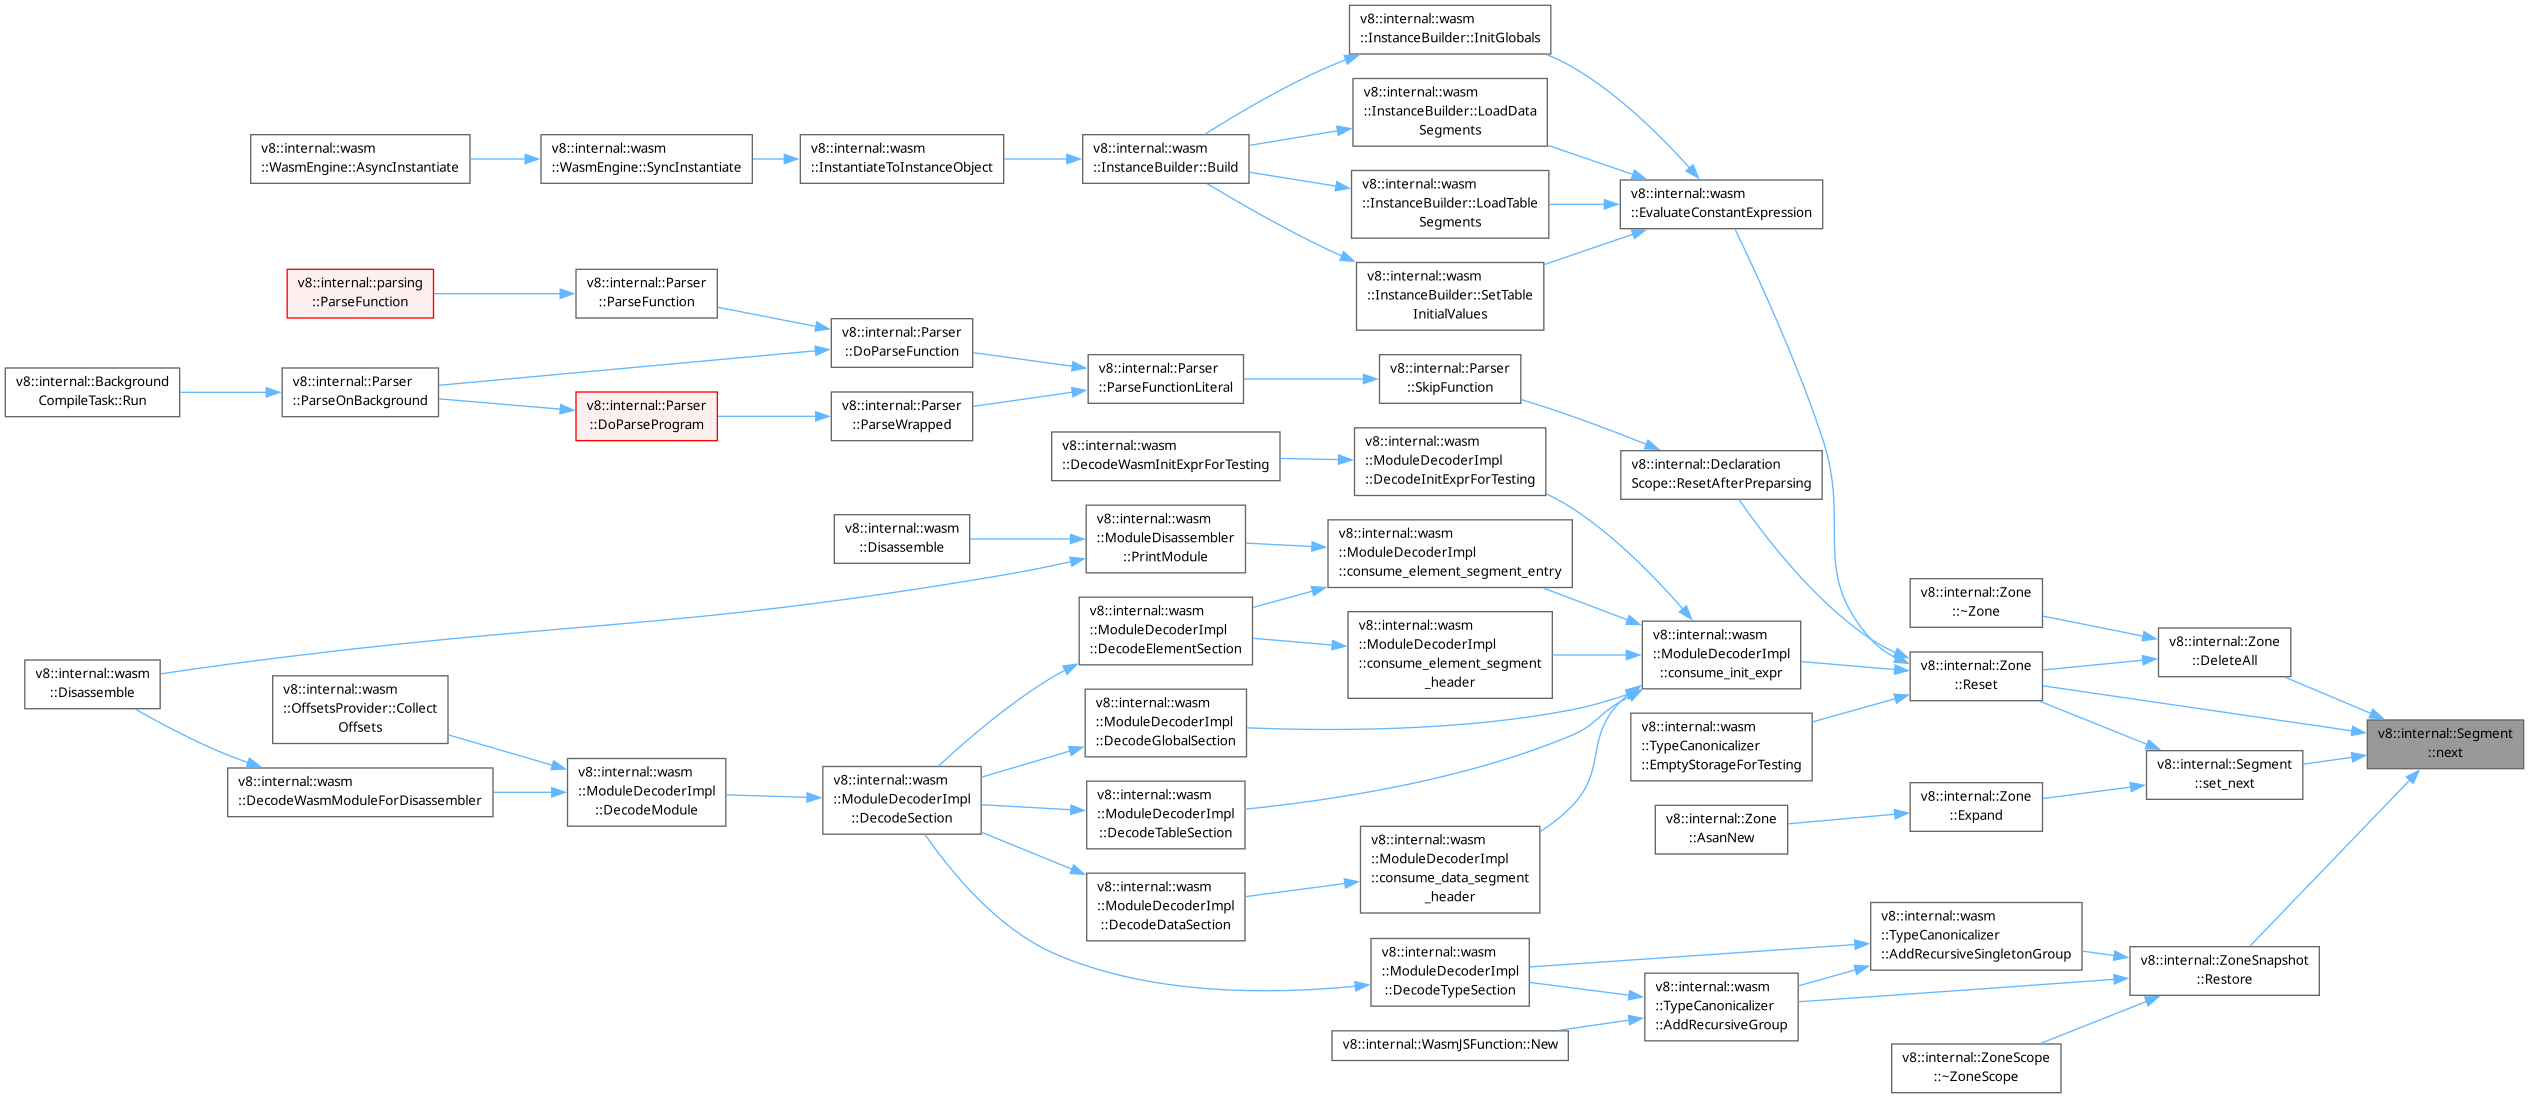 v8::internal::wasm
::InstanceBuilder::InitGlobals
v8::internal::wasm
::InstanceBuilder::LoadData
Segments
v8::internal::wasm
::WasmEngine::AsyncInstantiate
v8::internal::wasm
::WasmEngine::SyncInstantiate
v8::internal::wasm
::InstantiateToInstanceObject
v8::internal::wasm
::InstanceBuilder::Build
v8::internal::wasm
::InstanceBuilder::LoadTable
Segments
v8::internal::wasm
::EvaluateConstantExpression
v8::internal::wasm
::InstanceBuilder::SetTable
InitialValues
v8::internal::parsing
::ParseFunction
v8::internal::Parser
::ParseFunction
v8::internal::Parser
::DoParseFunction
v8::internal::Background
CompileTask::Run
v8::internal::Parser
::ParseOnBackground
v8::internal::Parser
::DoParseProgram
v8::internal::Parser
::ParseWrapped
v8::internal::Parser
::ParseFunctionLiteral
v8::internal::Parser
::SkipFunction
v8::internal::wasm
::DecodeWasmInitExprForTesting
v8::internal::wasm
::ModuleDecoderImpl
::DecodeInitExprForTesting
v8::internal::Declaration
Scope::ResetAfterPreparsing
v8::internal::wasm
::Disassemble
v8::internal::wasm
::ModuleDisassembler
::PrintModule
v8::internal::wasm
::ModuleDecoderImpl
::consume_element_segment_entry
v8::internal::Zone
::~Zone
v8::internal::wasm
::ModuleDecoderImpl
::DecodeElementSection
v8::internal::wasm
::ModuleDecoderImpl
::consume_element_segment
_header
v8::internal::wasm
::ModuleDecoderImpl
::consume_init_expr
v8::internal::Zone
::Reset
v8::internal::Zone
::DeleteAll
v8::internal::wasm
::Disassemble
v8::internal::wasm
::OffsetsProvider::Collect
Offsets
v8::internal::wasm
::ModuleDecoderImpl
::DecodeGlobalSection
v8::internal::wasm
::TypeCanonicalizer
::EmptyStorageForTesting
v8::internal::Segment
::next
v8::internal::wasm
::DecodeWasmModuleForDisassembler
v8::internal::wasm
::ModuleDecoderImpl
::DecodeModule
v8::internal::wasm
::ModuleDecoderImpl
::DecodeSection
v8::internal::wasm
::ModuleDecoderImpl
::DecodeTableSection
v8::internal::Segment
::set_next
v8::internal::Zone
::Expand
v8::internal::Zone
::AsanNew
v8::internal::wasm
::ModuleDecoderImpl
::consume_data_segment
_header
v8::internal::wasm
::ModuleDecoderImpl
::DecodeDataSection
v8::internal::wasm
::TypeCanonicalizer
::AddRecursiveSingletonGroup
v8::internal::wasm
::ModuleDecoderImpl
::DecodeTypeSection
v8::internal::wasm
::TypeCanonicalizer
::AddRecursiveGroup
v8::internal::ZoneSnapshot
::Restore
v8::internal::WasmJSFunction::New
v8::internal::ZoneScope
::~ZoneScope